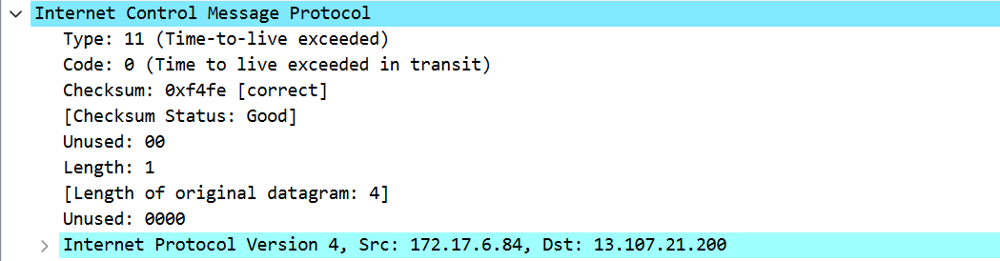 Internet Control Message Protocol
Type: 11 (Time-to-live exceeded)
Code: 0 (Time to live exceeded in transit)
Checksum: 0xf4fe [correct]
[Checksum Status: Good]
Unused: 00
Length: 1
[Length of original datagram: 4]
Unused: 0000
Internet Protocol Version 4, Src: 172.17.6.84, Dst: 13.107.21.200